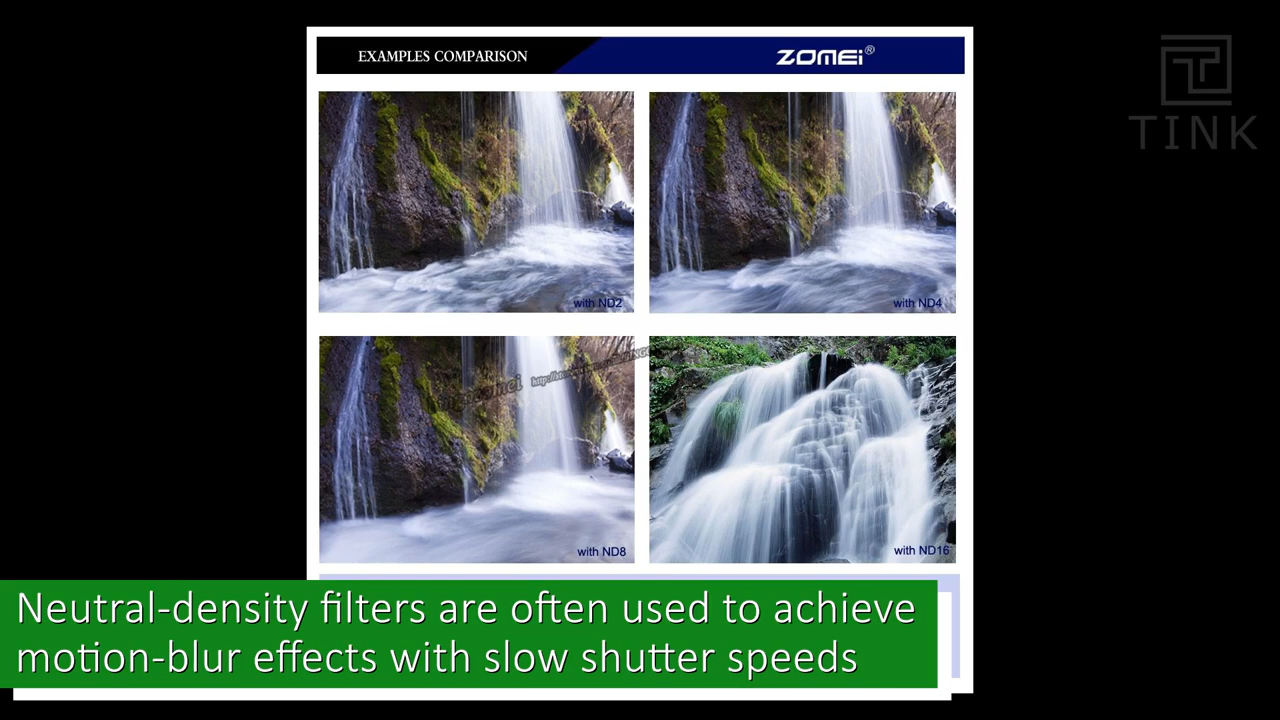 EXAMPLES COMPARISON
ZOMEi®
TINK
with ND2
with ND4
with ND8
with ND16
Neutral-density filters are often used to achieve
motion-blur effects with slow shutter speeds